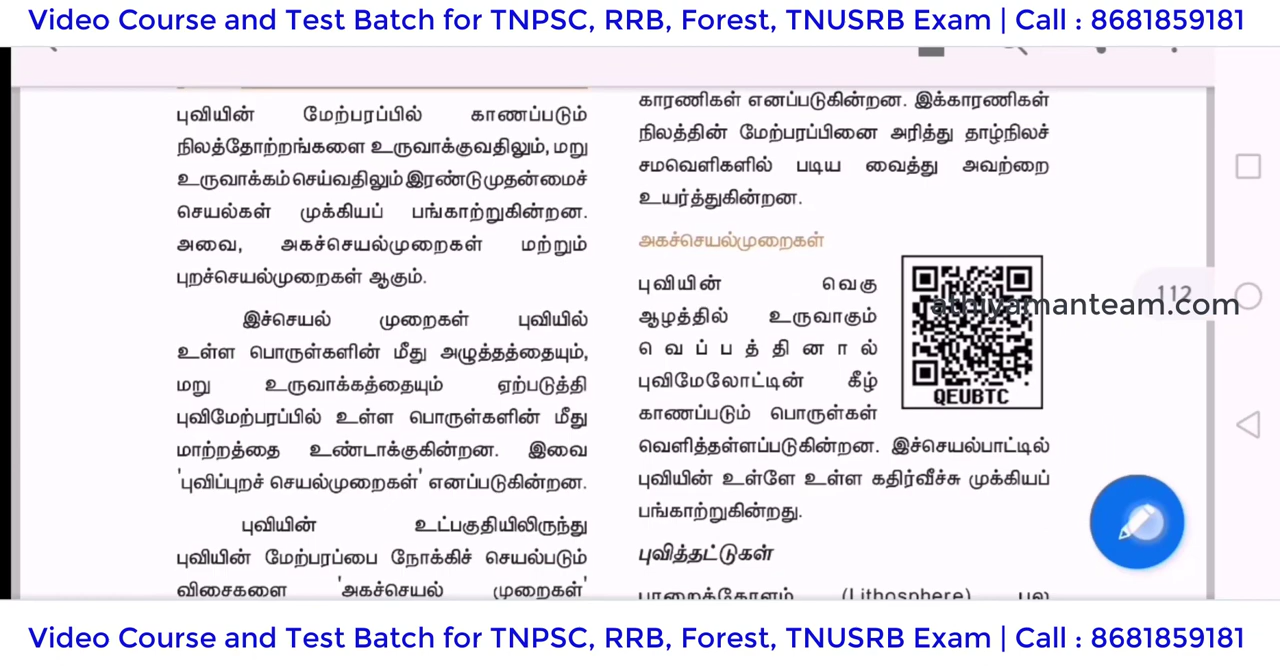 Video Course and Test Batch for TNPSC, RRB, Forest, TNUSRB Exam | Call : 8681859181
புவியின் மேற்பரப்பில் காணப்படும்
நிலத்தோற்றங்களை உருவாக்குவதிலும், மறு
உருவாக்கம் செய்வதிலும் இரண்டு முதன்மைச்
செயல்கள் முக்கியப் பங்காற்றுகின்றன.
அவை, அகச்செயல்முறைகள் மற்றும்
புறச்செயல்முறைகள் ஆகும்.
இச்செயல் முறைகள் புவியில்
உள்ள பொருள்களின் மீது அழுத்தத்தையும்,
மறு உருவாக்கத்தையும் ஏற்படுத்தி
புவிமேற்பரப்பில் உள்ள பொருள்களின் மீது
மாற்றத்தை உண்டாக்குகின்றன. இவை
'புவிப்புறச் செயல்முறைகள்' எனப்படுகின்றன.
புவியின் உட்பகுதியிலிருந்து
புவியின் மேற்பரப்பை நோக்கிச் செயல்படும்
விசைகளை 'அகச்செயல் முறைகள்'
காரணிகள் எனப்படுகின்றன. இக்காரணிகள்
நிலத்தின் மேற்பரப்பினை அரித்து தாழ்நிலச்
சமவெளிகளில் படிய வைத்து அவற்றை
உயர்த்துகின்றன.
அகச்செயல்முறைகள்
புவியின் வெகு
ஆழத்தில் உருவாகும்
வெப்பத்தினால்
புவிமேலோட்டின் கீழ்
காணப்படும் பொருள்கள்
வெளித்தள்ளப்படுகின்றன. இச்செயல்பாட்டில்
புவியின் உள்ளே உள்ள கதிர்வீச்சு முக்கியப்
பங்காற்றுகின்றது.
புவித்தட்டுகள்
பாறைக்கோளம் (Lithosphere) பல
QEUBTC
112
athiyamanteam.com
Video Course and Test Batch for TNPSC, RRB, Forest, TNUSRB Exam | Call : 8681859181